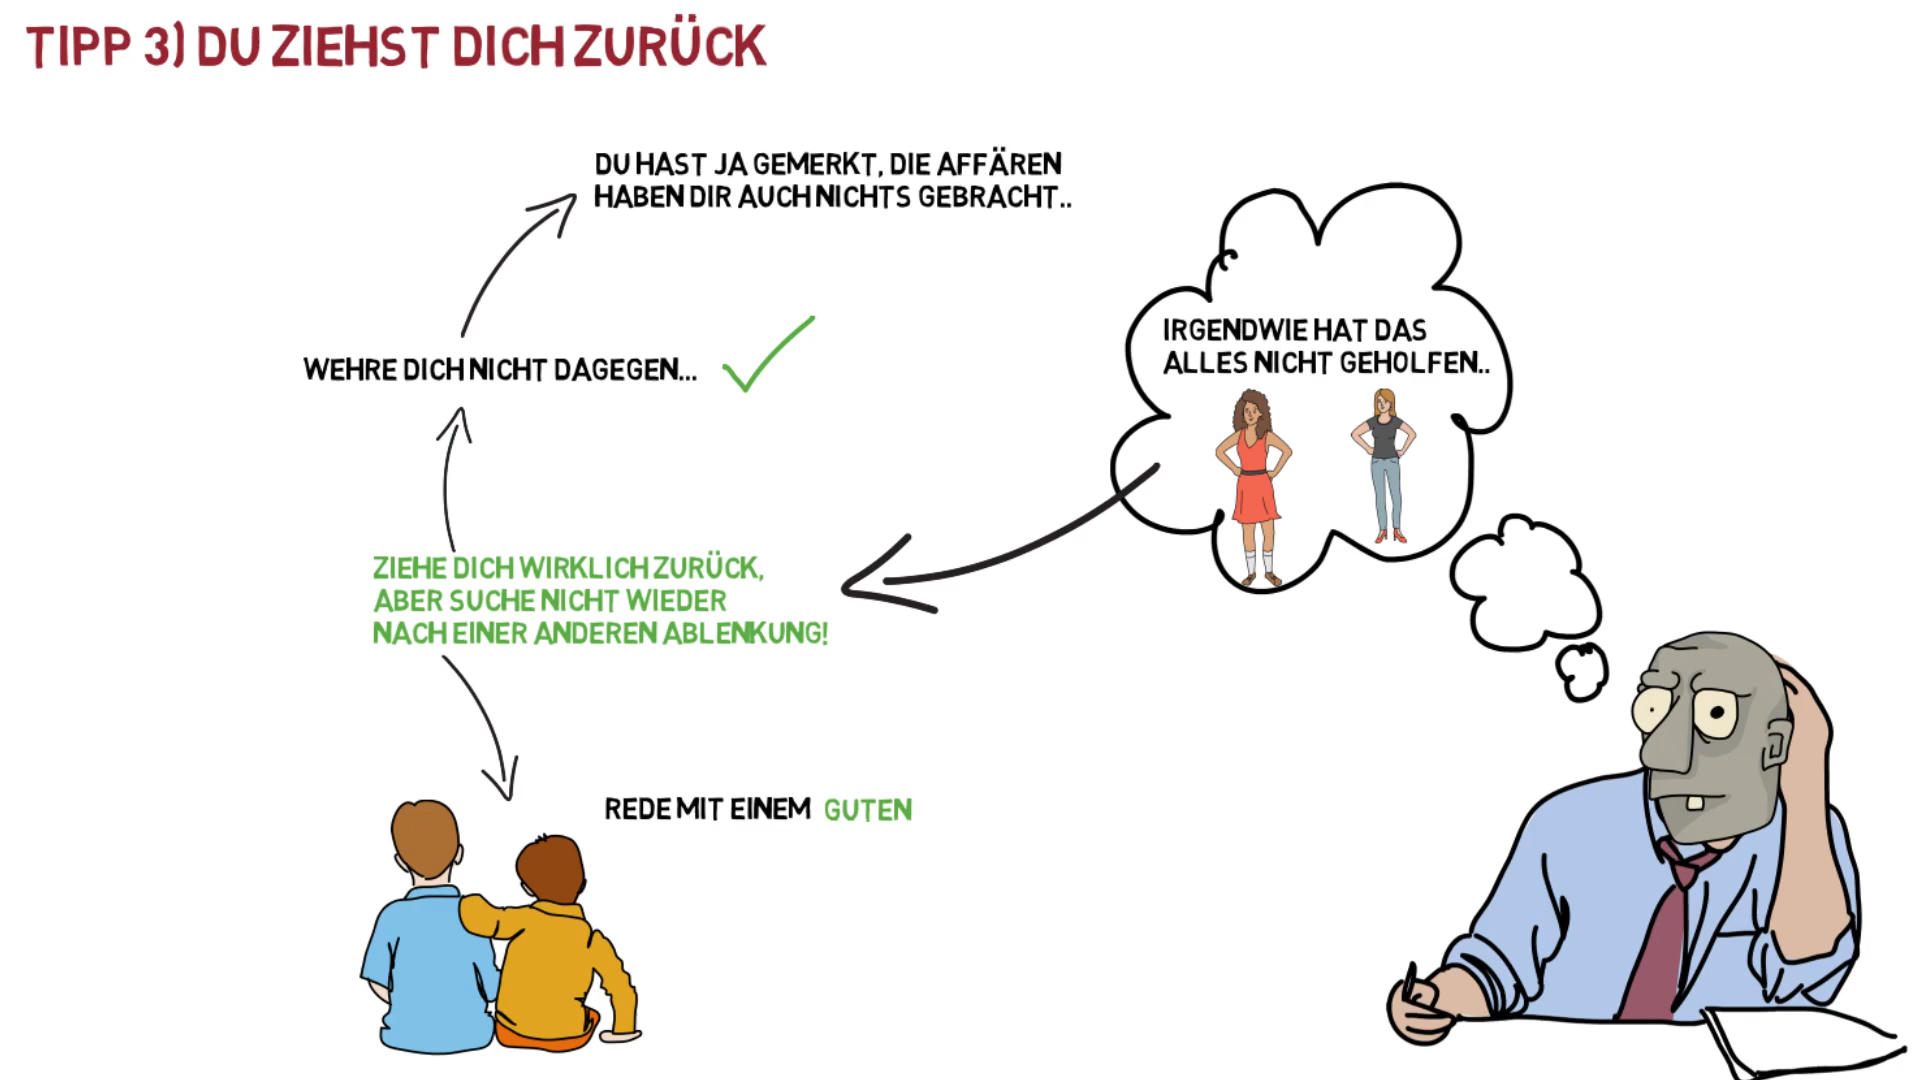 TIPP 3) DU ZIEHST DICH ZURÜCK
DU HAST JA GEMERKT, DIE AFFÄREN
HABEN DIR AUCH NICHTS GEBRACHT..
IRGENDWIE HAT DAS
ALLES NICHT GEHOLFEN..
WEHRE DICH NICHT DAGEGEN...
ZIEHE DICH WIRKLICH ZURÜCK,
ABER SUCHE NICHT WIEDER
NACH EINER ANDEREN ABLENKUNG!
REDE MIT EINEM GUTEN